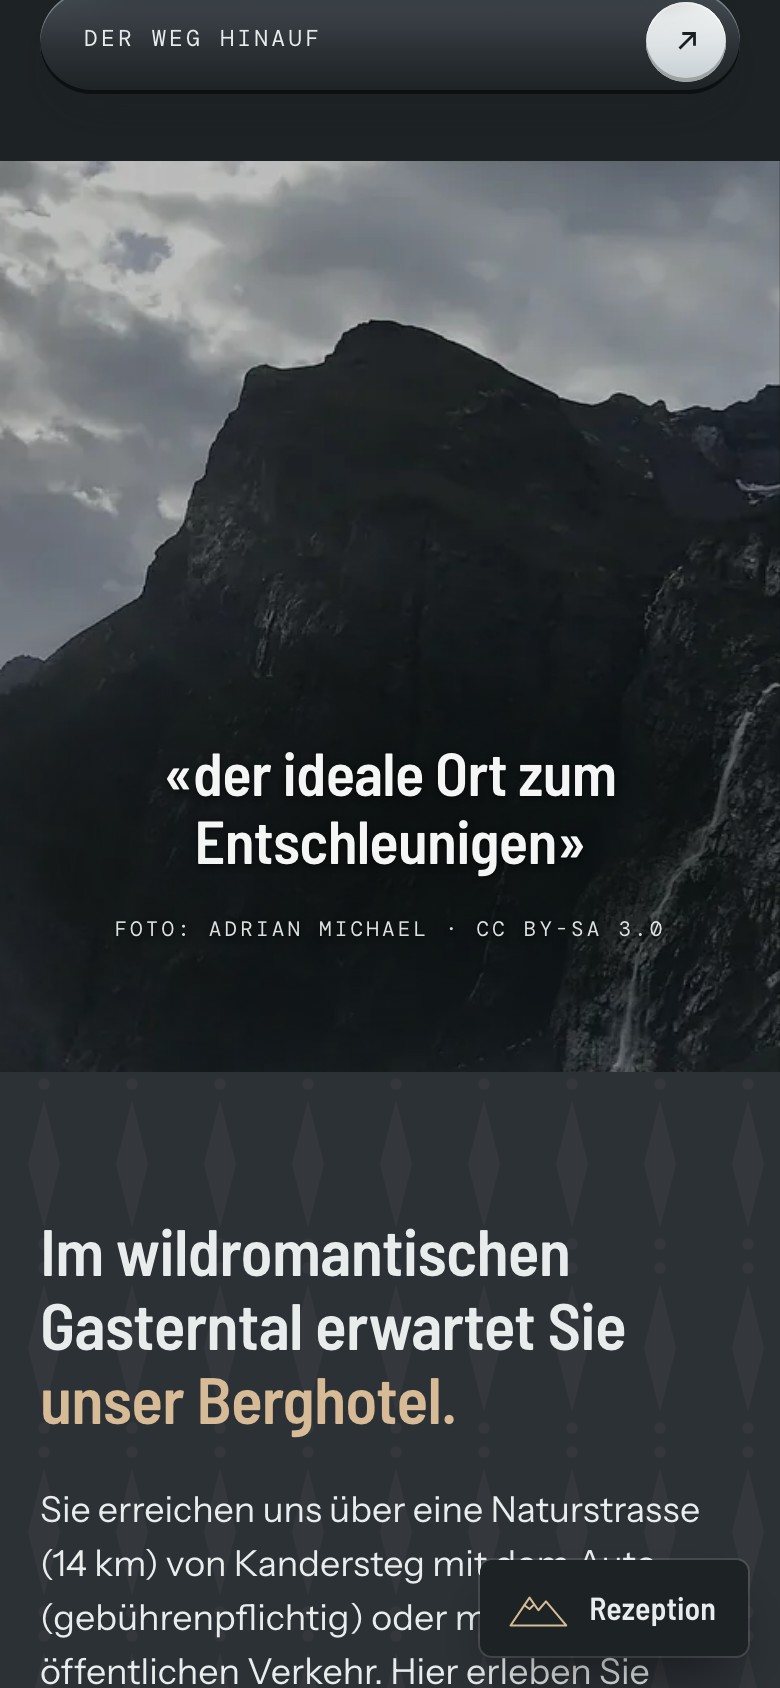 DER WEG HINAUF
«der ideale Ort zum
Entschleunigen»
FOTO: ADRIAN MICHAEL · CC BY-SA 3.0
Im wildromantischen
Gasterntal erwartet Sie
unser Berghotel.
Sie erreichen uns über eine Naturstrasse
(14 km) von Kandersteg mit dem Auto
(gebührenpflichtig) oder m
öffentlichen Verkehr. Hier erleben Sie
Rezeption